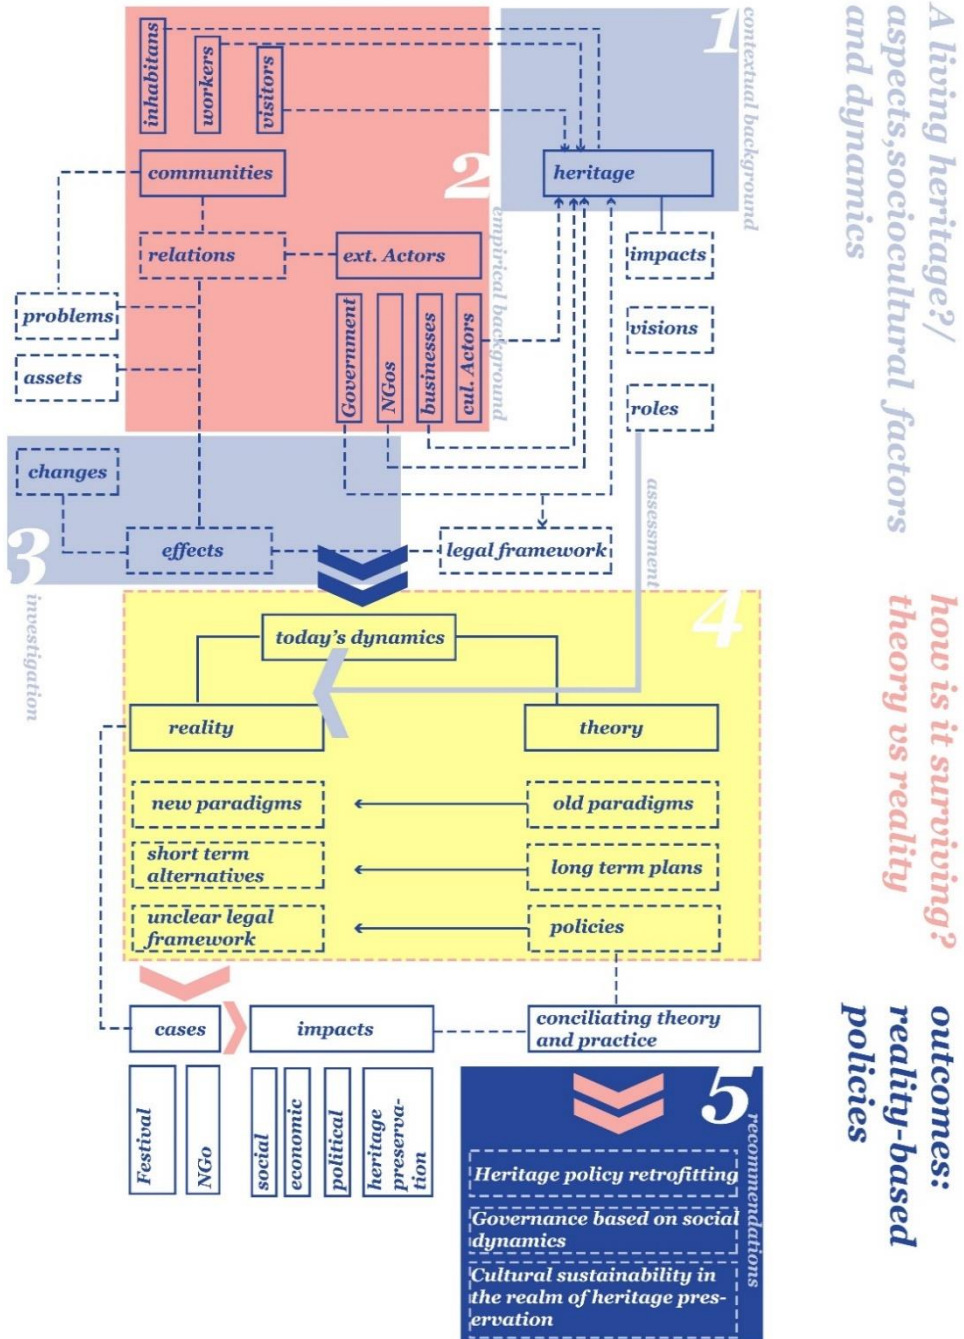 A living heritage?/
aspects,sociocultural factors
and dynamics
how is it surviving?
theory vs reality
outcomes:
reality-based
policies
1
contextual background
heritage
impacts
visions
roles
2
empirical background
inhabitans
workers
visitors
communities
relations
ext. Actors
Government
NGos
businesses
cul. Actors
problems
assets
3
investigation
changes
effects
legal framework
assessment
4
today's dynamics
reality
theory
new paradigms
old paradigms
short term
alternatives
long term plans
unclear legal
framework
policies
cases
impacts
conciliating theory
and practice
Festival
NGo
social
economic
political
heritage
preserva-
tion
5
recommendations
Heritage policy retrofitting
Governance based on social
dynamics
Cultural sustainability in
the realm of heritage pres-
ervation